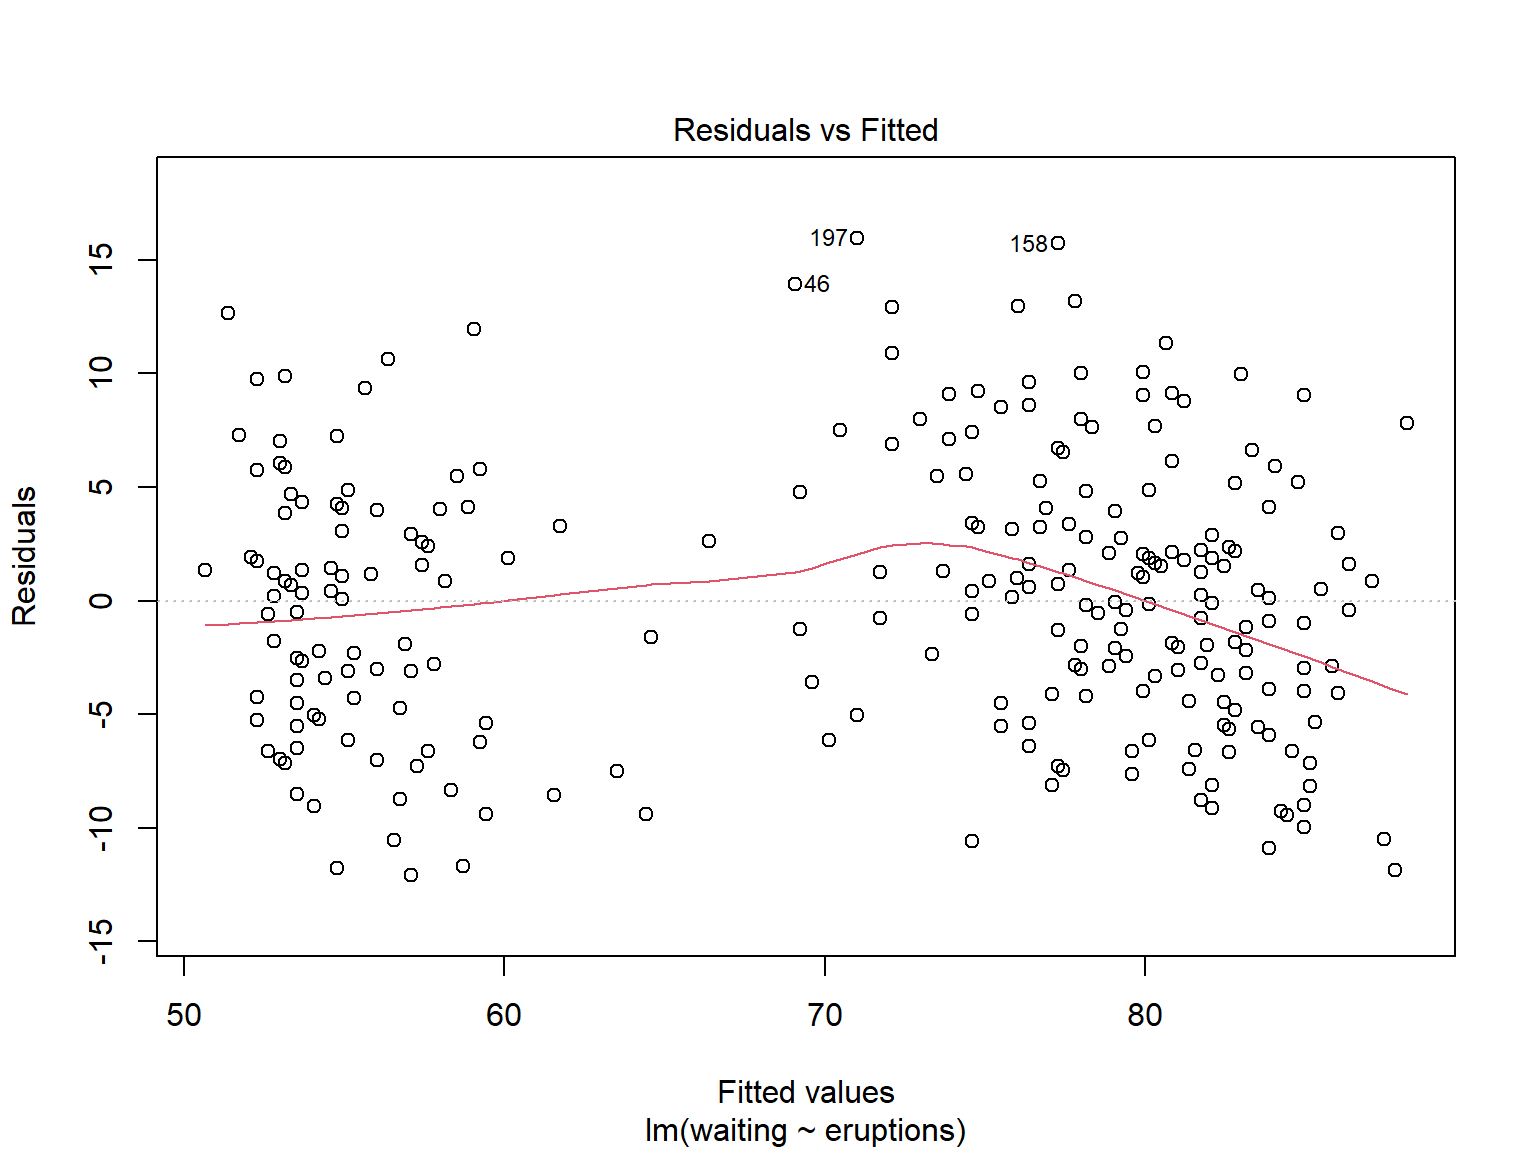 Residuals vs Fitted
Residuals
15
10
5
0
-5
-10
-15
197
158
46
50 60 70 80
Fitted values
lm(waiting ~ eruptions)